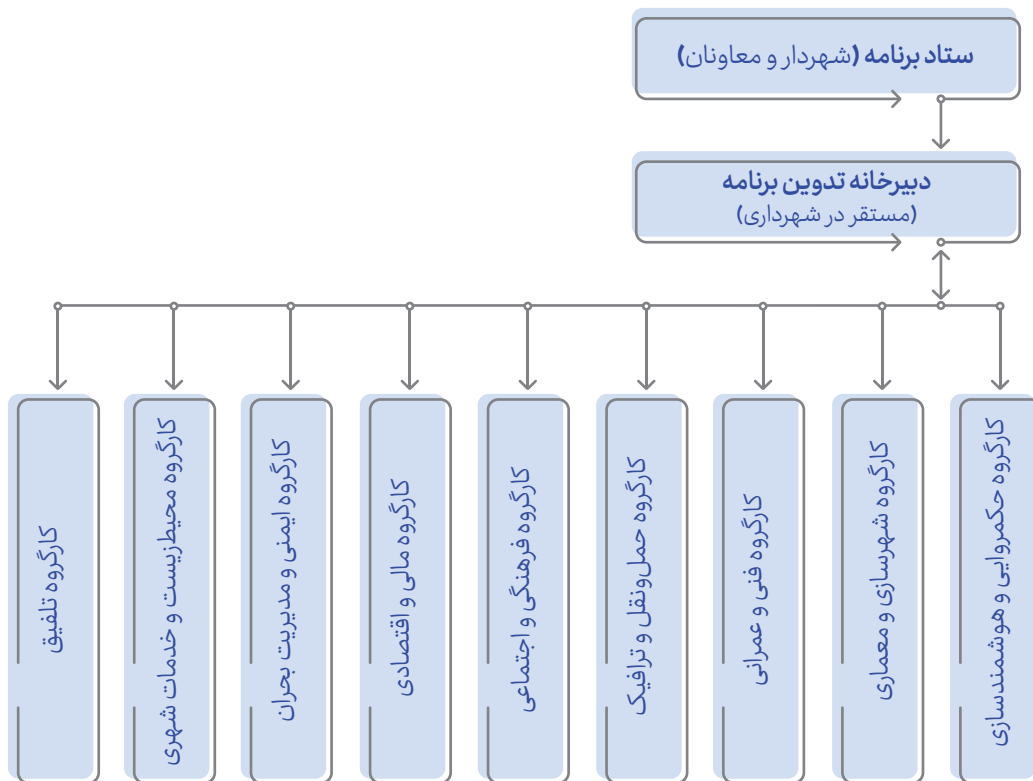 ستاد برنامه (شهردار و معاونان)
دبیرخانه تدوین برنامه
(مستقر در شهرداری)
کارگروه حکمروایی و هوشمندسازی
کارگروه شهرسازی و معماری
کارگروه فنی و عمرانی
کارگروه حمل‌ونقل و ترافیک
کارگروه فرهنگی و اجتماعی
کارگروه مالی و اقتصادی
کارگروه ایمنی و مدیریت بحران
کارگروه محیط‌زیست و خدمات شهری
کارگروه تلفیق